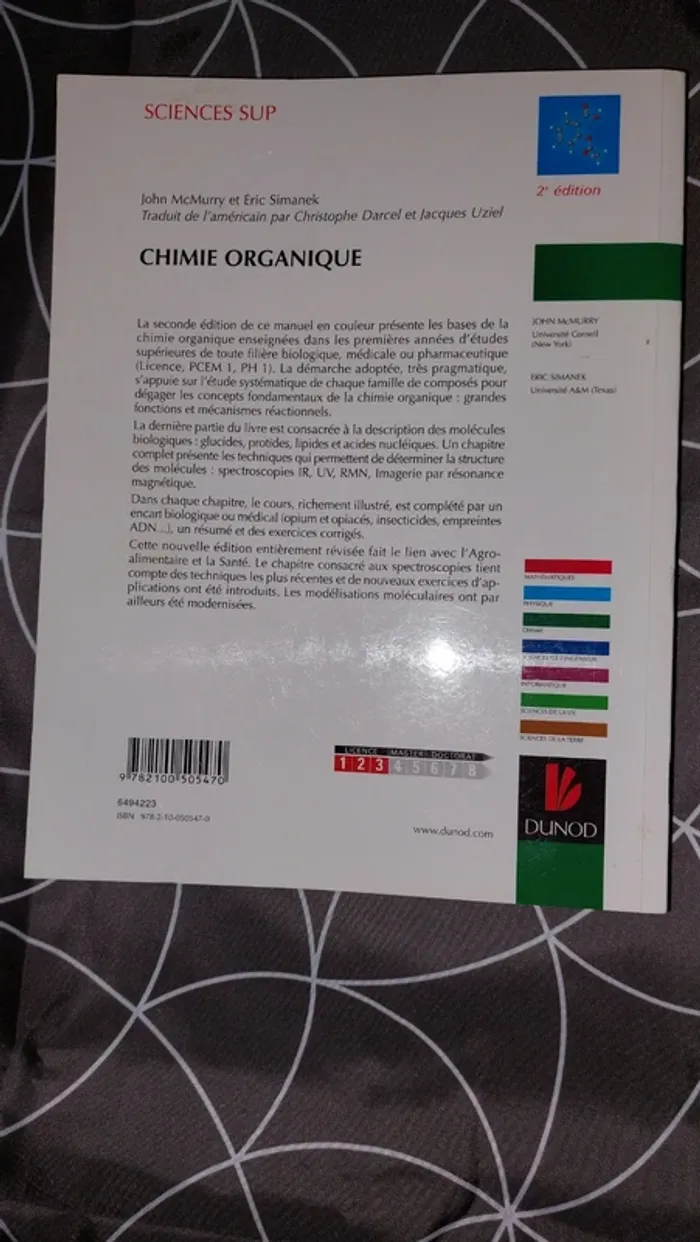 SCIENCES SUP
2e édition
John McMurry et Eric Simanek
Traduit de l'américain par Christophe Darcel et Jacques Uziel
CHIMIE ORGANIQUE
La seconde édition de ce manuel en couleur présente les bases de la
chimie organique enseignées dans les premières années d'études
supérieures de toute filière biologique, médicale ou pharmaceutique
(Licence, PCEM 1, PH 1). La démarche adoptée, très pragmatique,
s'appuie sur l'étude systématique de chaque famille de composés pour
dégager les concepts fondamentaux de la chimie organique : grandes
fonctions et mécanismes réactionnels.
La dernière partie du livre est consacrée à la description des molécules
biologiques : glucides, protides, lipides et acides nucléiques. Un chapitre
complet présente les techniques qui permettent de déterminer la structure
des molécules : spectroscopies IR, UV, RMN, Imagerie par résonance
magnétique.
Dans chaque chapitre, le cours, richement illustré, est complété par un
encart biologique ou médical (opium et opiacés, insecticides, empreintes
ADN...), un résumé et des exercices corrigés.
Cette nouvelle édition entièrement révisée fait le lien avec l'Agro-
alimentaire et la Santé. Le chapitre consacré aux spectroscopies tient
compte des techniques les plus récentes et de nouveaux exercices d'ap-
plications ont été introduits. Les modélisations moléculaires ont par
ailleurs été modernisées.
JOHN McMURRY
Université Cornell
(New York)
ERIC SIMANEK
Université A&M (Texas)
MATHÉMATIQUES
PHYSIQUE
CHIMIE
SCIENCES DE L'INGÉNIEUR
INFORMATIQUE
SCIENCES DE LA VIE
SCIENCES DE LA TERRE
LICENCE MASTER DOCTORAT
1 2 3 4 5 6 7 8
9 782100 505470
6494223
ISBN 978-2-10-050547-0
www.dunod.com
DUNOD